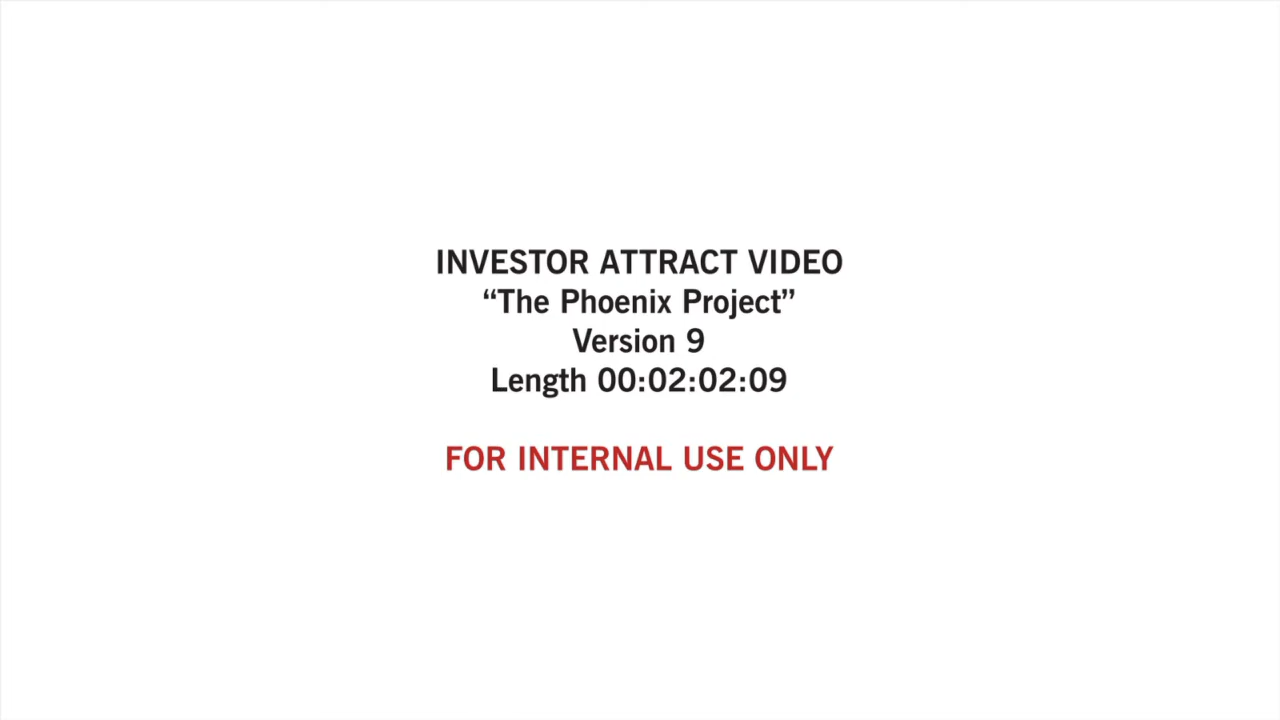 INVESTOR ATTRACT VIDEO
“The Phoenix Project”
Version 9
Length 00:02:02:09
FOR INTERNAL USE ONLY